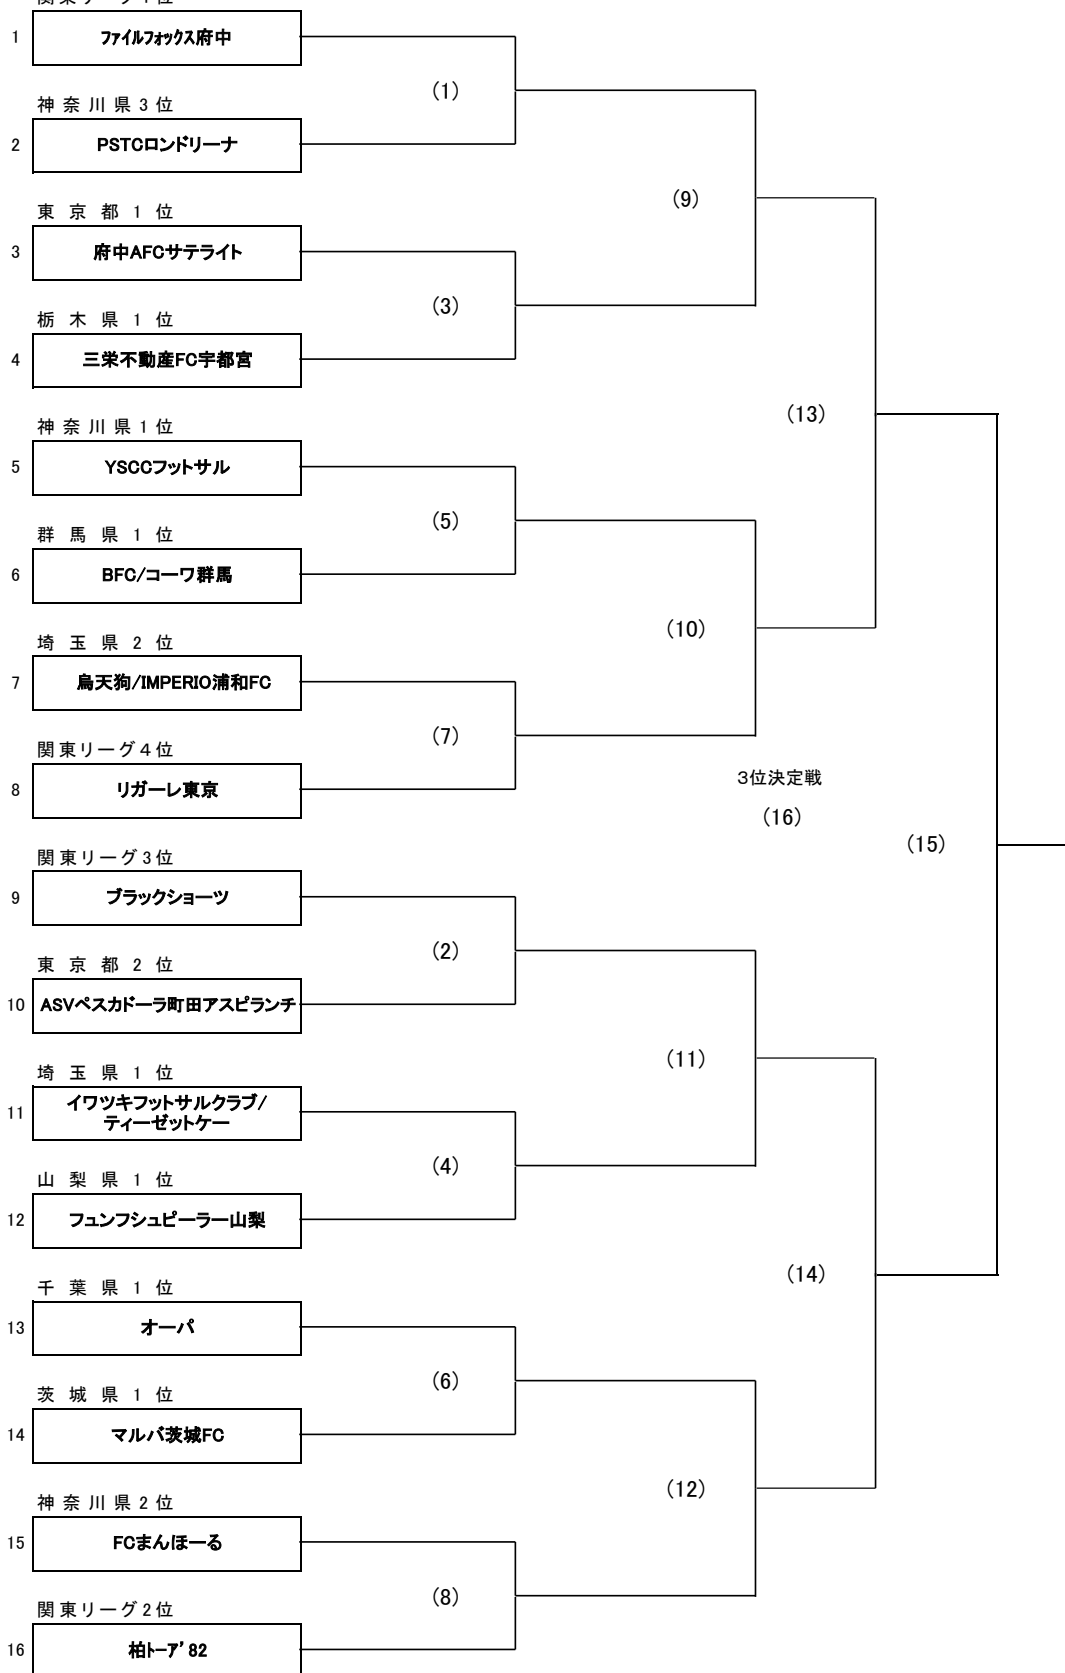 1
ファイルフォックス府中
(1)
神奈川県3位
2
PSTCロンドリーナ
(9)
東京都1位
3
府中AFCサテライト
(3)
栃木県1位
4
三栄不動産FC宇都宮
(13)
神奈川県1位
5
YSCCフットサル
(5)
群馬県1位
6
BFC/コーワ群馬
(10)
埼玉県2位
7
烏天狗/IMPERIO浦和FC
(7)
関東リーグ4位
8
リガーレ東京
3位決定戦
(16)
(15)
関東リーグ3位
9
ブラックショーツ
(2)
東京都2位
10
ASVペスカドーラ町田アスピランチ
(11)
埼玉県1位
11
イワツキフットサルクラブ/
ティーゼットケー
(4)
山梨県1位
12
フュンフシュピーラー山梨
(14)
千葉県1位
13
オーパ
(6)
茨城県1位
14
マルバ茨城FC
(12)
神奈川県2位
15
FCまんほーる
(8)
関東リーグ2位
16
柏トーア'82